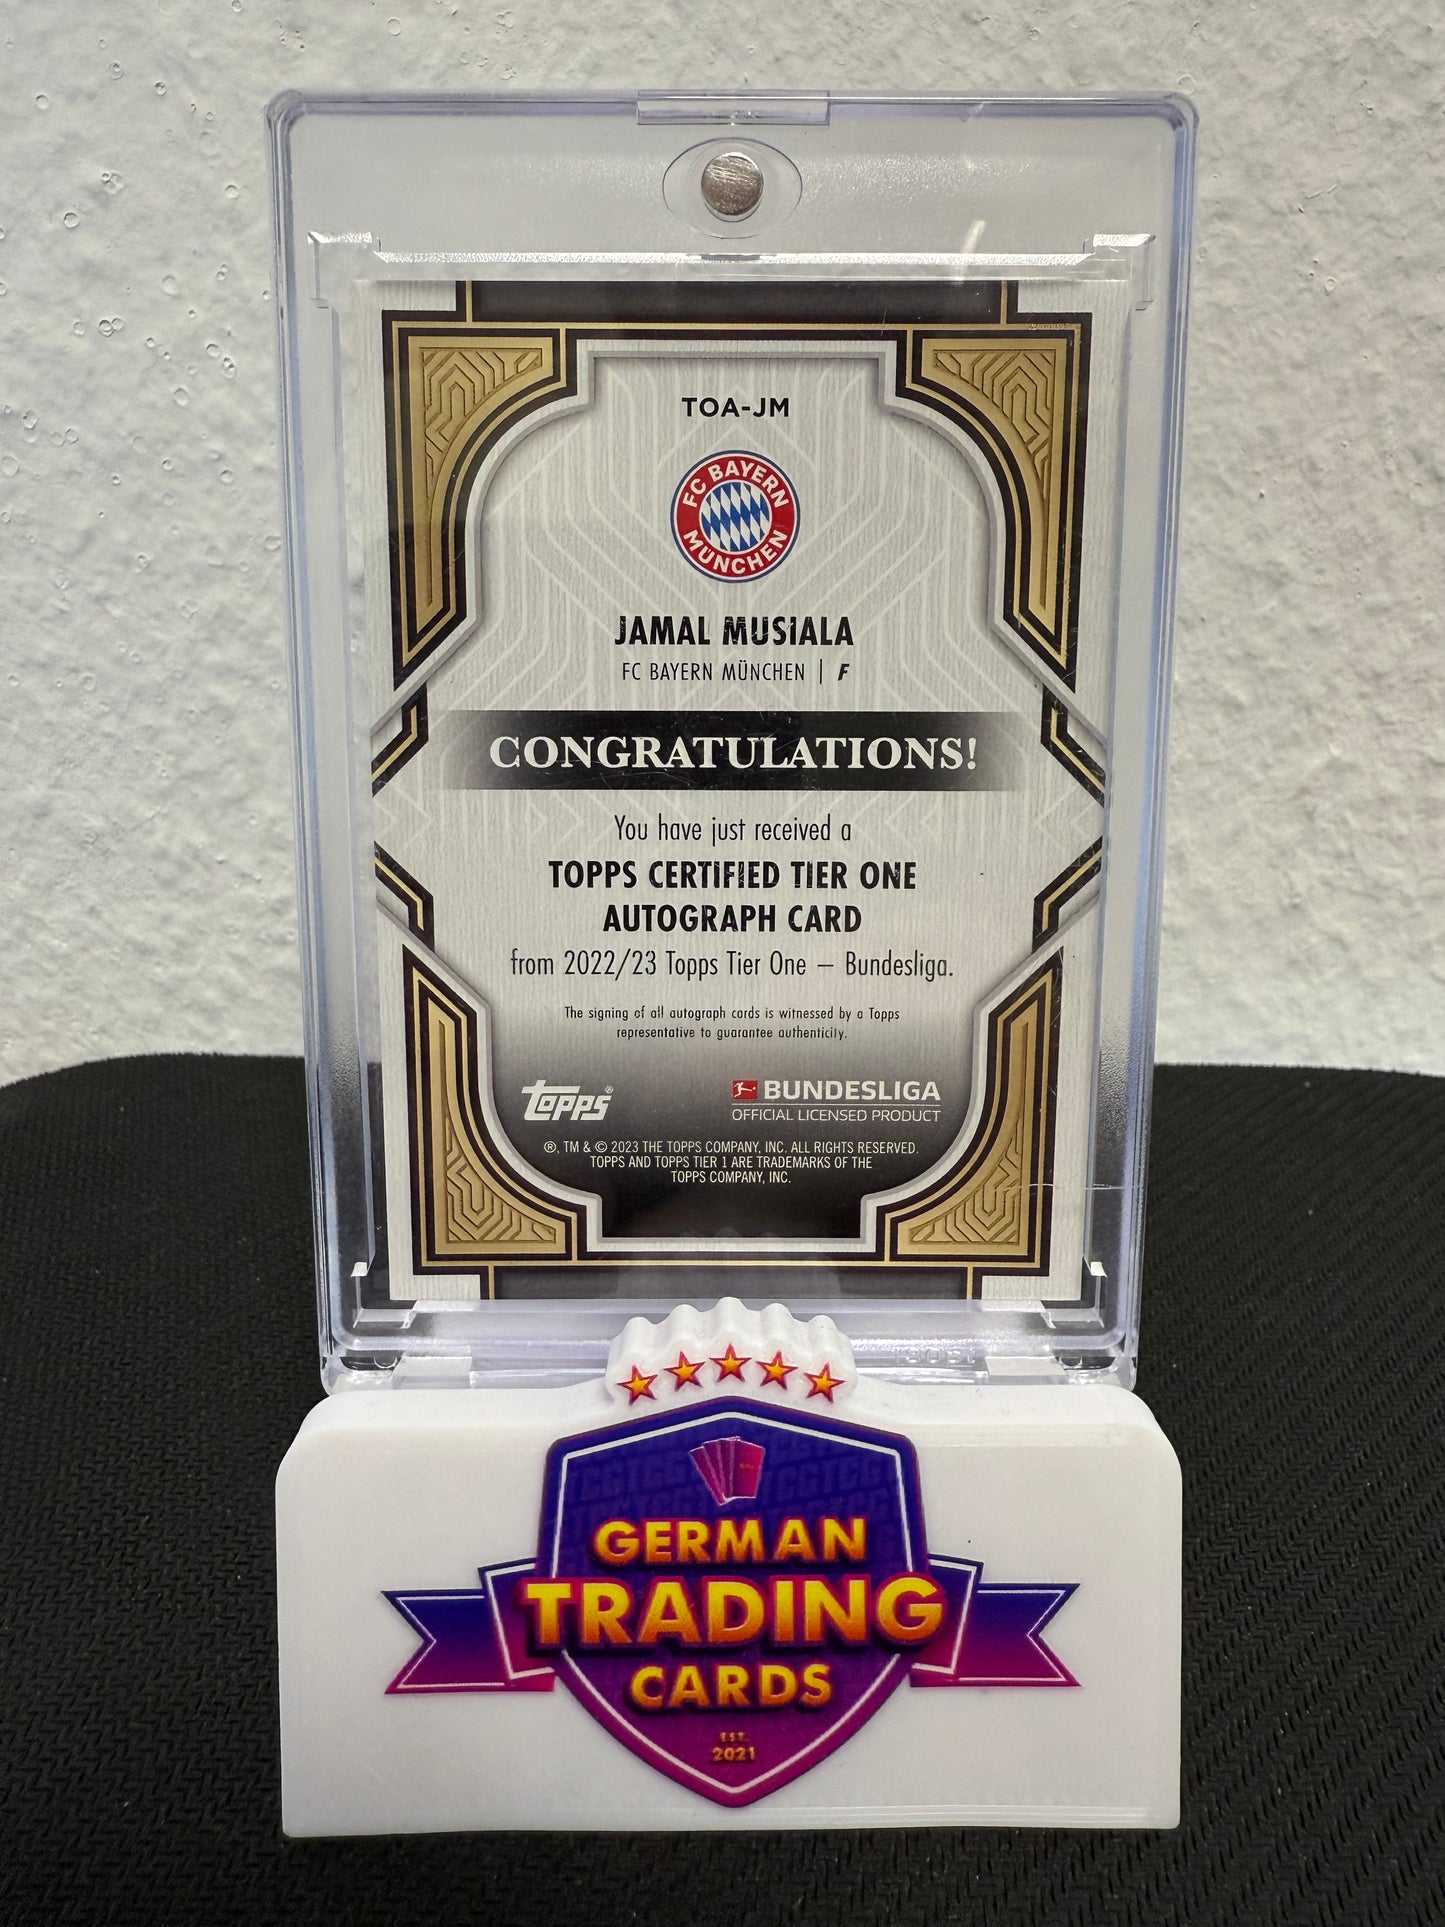 TOA-JM
FC BAYERN
MÜNCHEN
JAMAL MUSIALA
FC BAYERN MÜNCHEN | F
CONGRATULATIONS!
You have just received a
TOPPS CERTIFIED TIER ONE
AUTOGRAPH CARD
from 2022/23 Topps Tier One – Bundesliga.
The signing of all autograph cards is witnessed by a Topps
representative to guarantee authenticity.
Topps®
BUNDESLIGA
OFFICIAL LICENSED PRODUCT
®, TM & © 2023 THE TOPPS COMPANY, INC. ALL RIGHTS RESERVED.
TOPPS AND TOPPS TIER 1 ARE TRADEMARKS OF THE
TOPPS COMPANY, INC.
GERMAN
TRADING
CARDS
EST.
2021